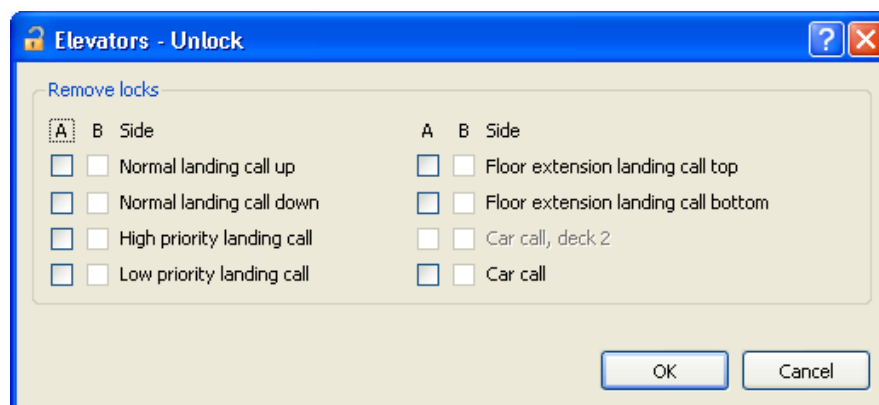 Elevators - Unlock
Remove locks
A B Side
Normal landing call up
Normal landing call down
High priority landing call
Low priority landing call
A B Side
Floor extension landing call top
Floor extension landing call bottom
Car call, deck 2
Car call
OK Cancel